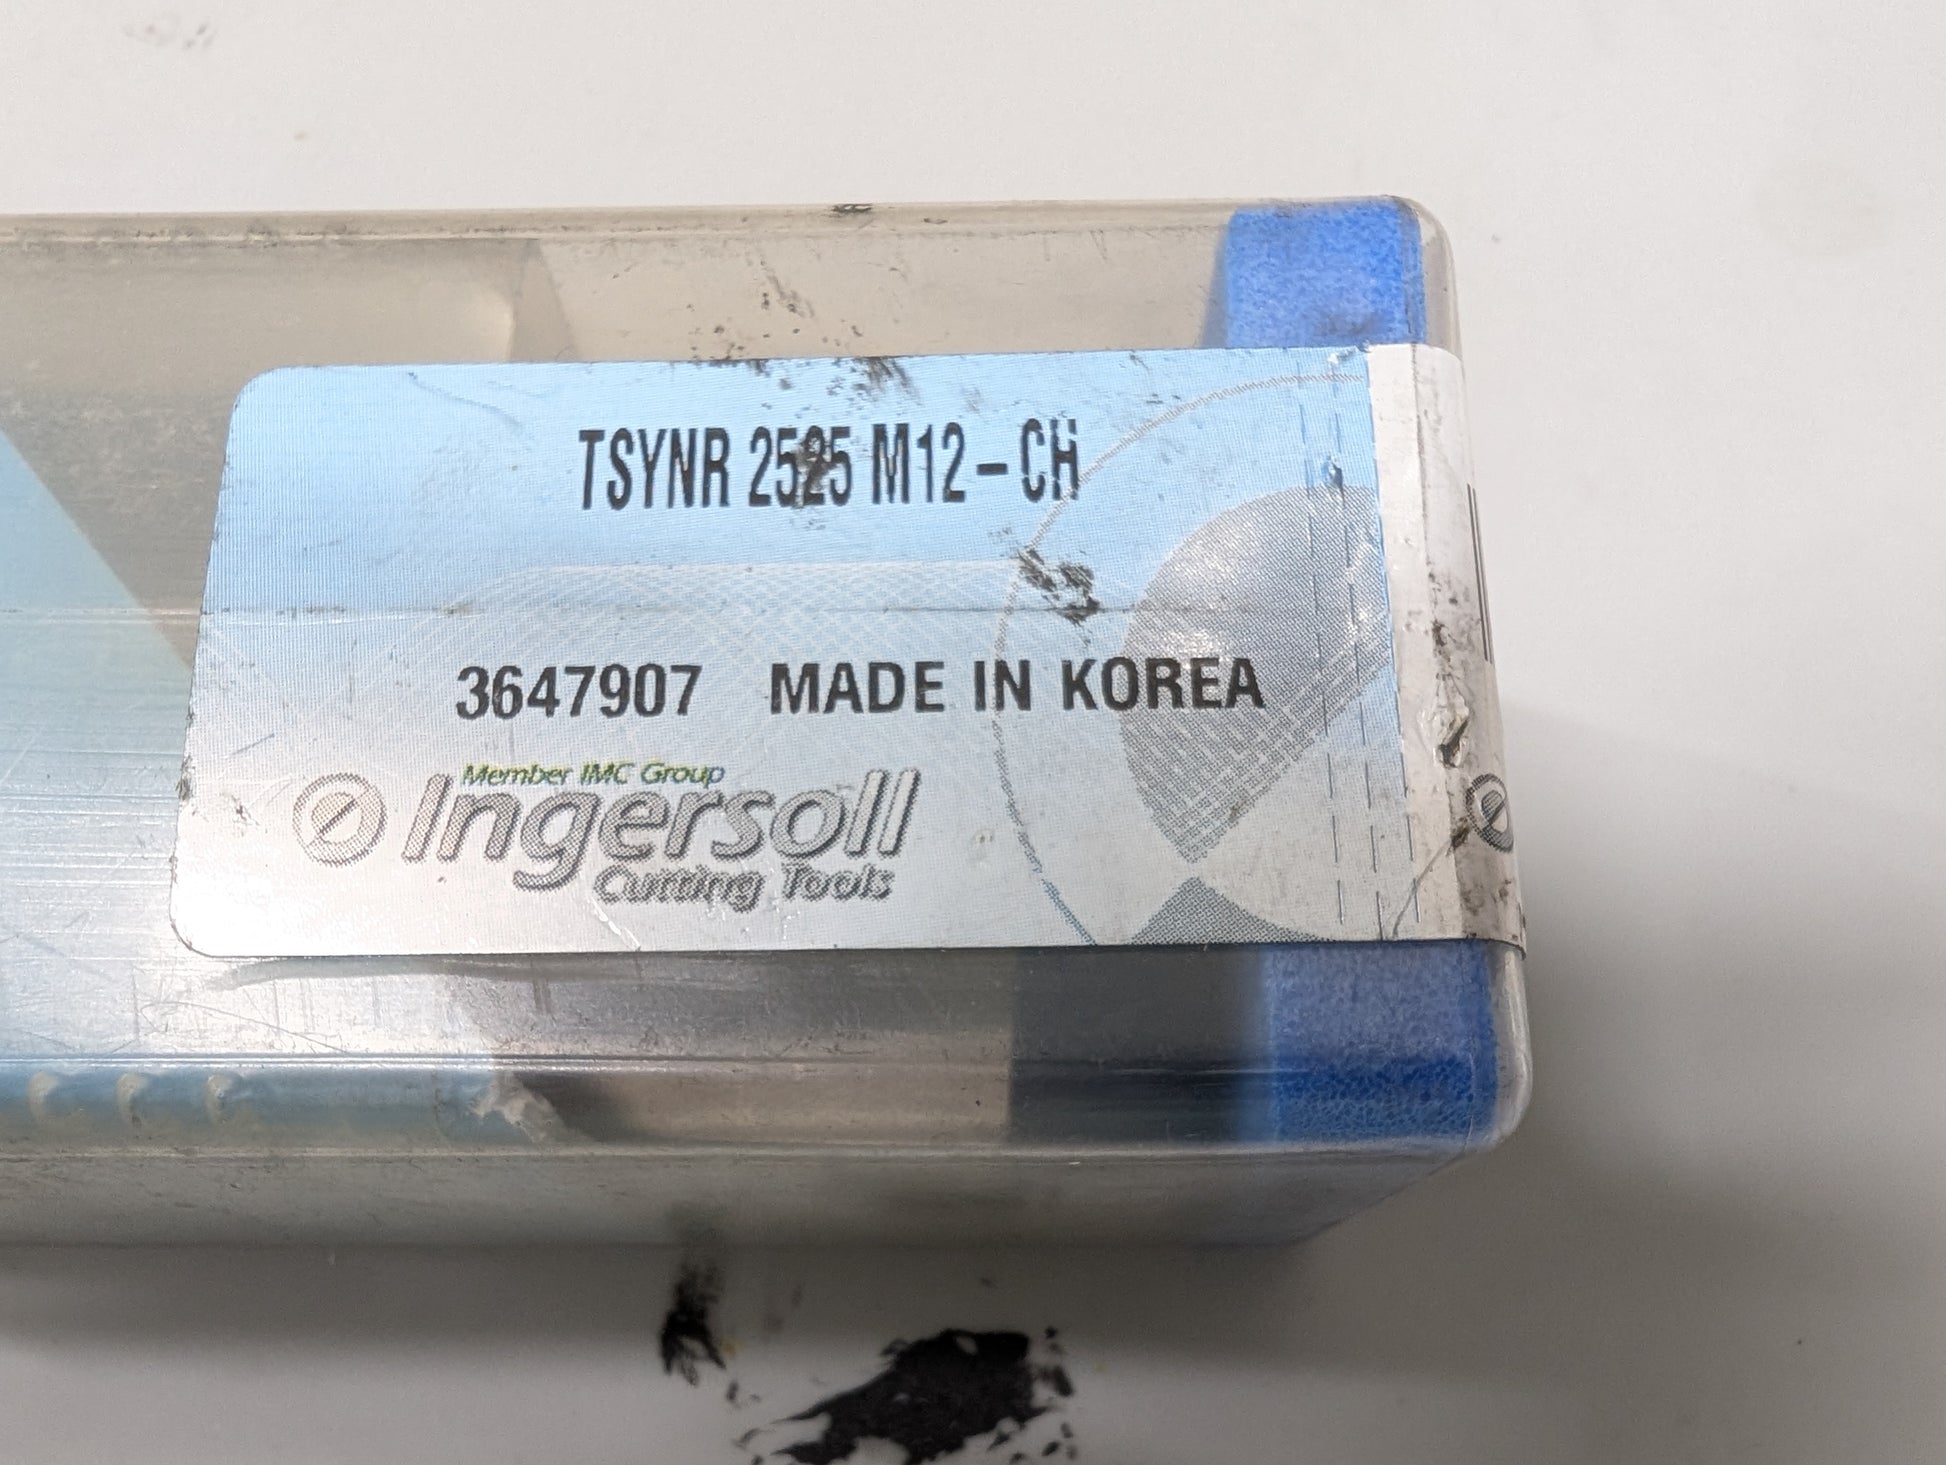 TSYNR 2525 M12-CH
3647907 MADE IN KOREA
Member IMC Group
Ingersoll
Cutting Tools